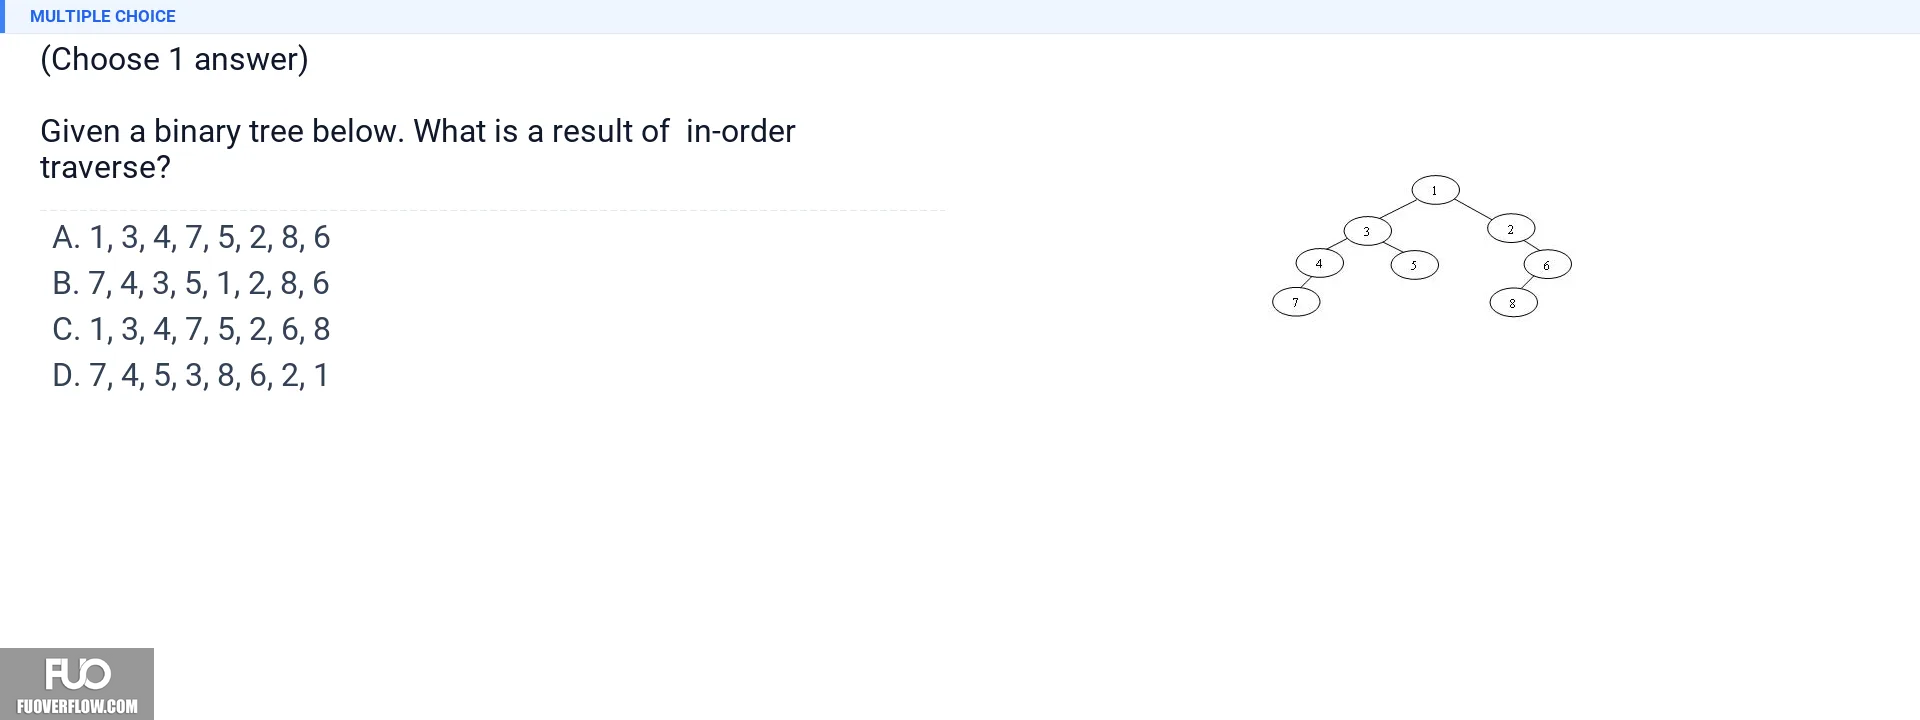 MULTIPLE CHOICE
(Choose 1 answer)
Given a binary tree below. What is a result of  in-order
traverse?
A. 1, 3, 4, 7, 5, 2, 8, 6
B. 7, 4, 3, 5, 1, 2, 8, 6
C. 1, 3, 4, 7, 5, 2, 6, 8
D. 7, 4, 5, 3, 8, 6, 2, 1
1
3
2
4
5
6
7
8
FUO
FUOVERFLOW.COM